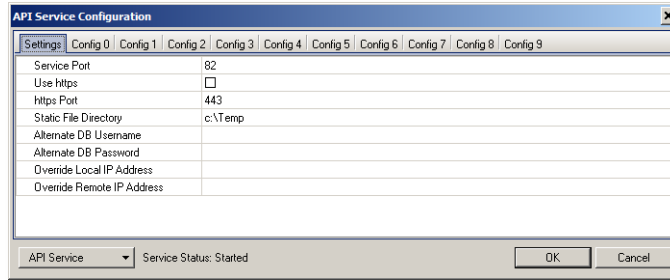 API Service Configuration
Settings Config 0 Config 1 Config 2 Config 3 Config 4 Config 5 Config 6 Config 7 Config 8 Config 9
Service Port 82
Use https
https Port 443
Static File Directory c:\Temp
Alternate DB Username
Alternate DB Password
Override Local IP Address
Override Remote IP Address
API Service Service Status: Started OK Cancel